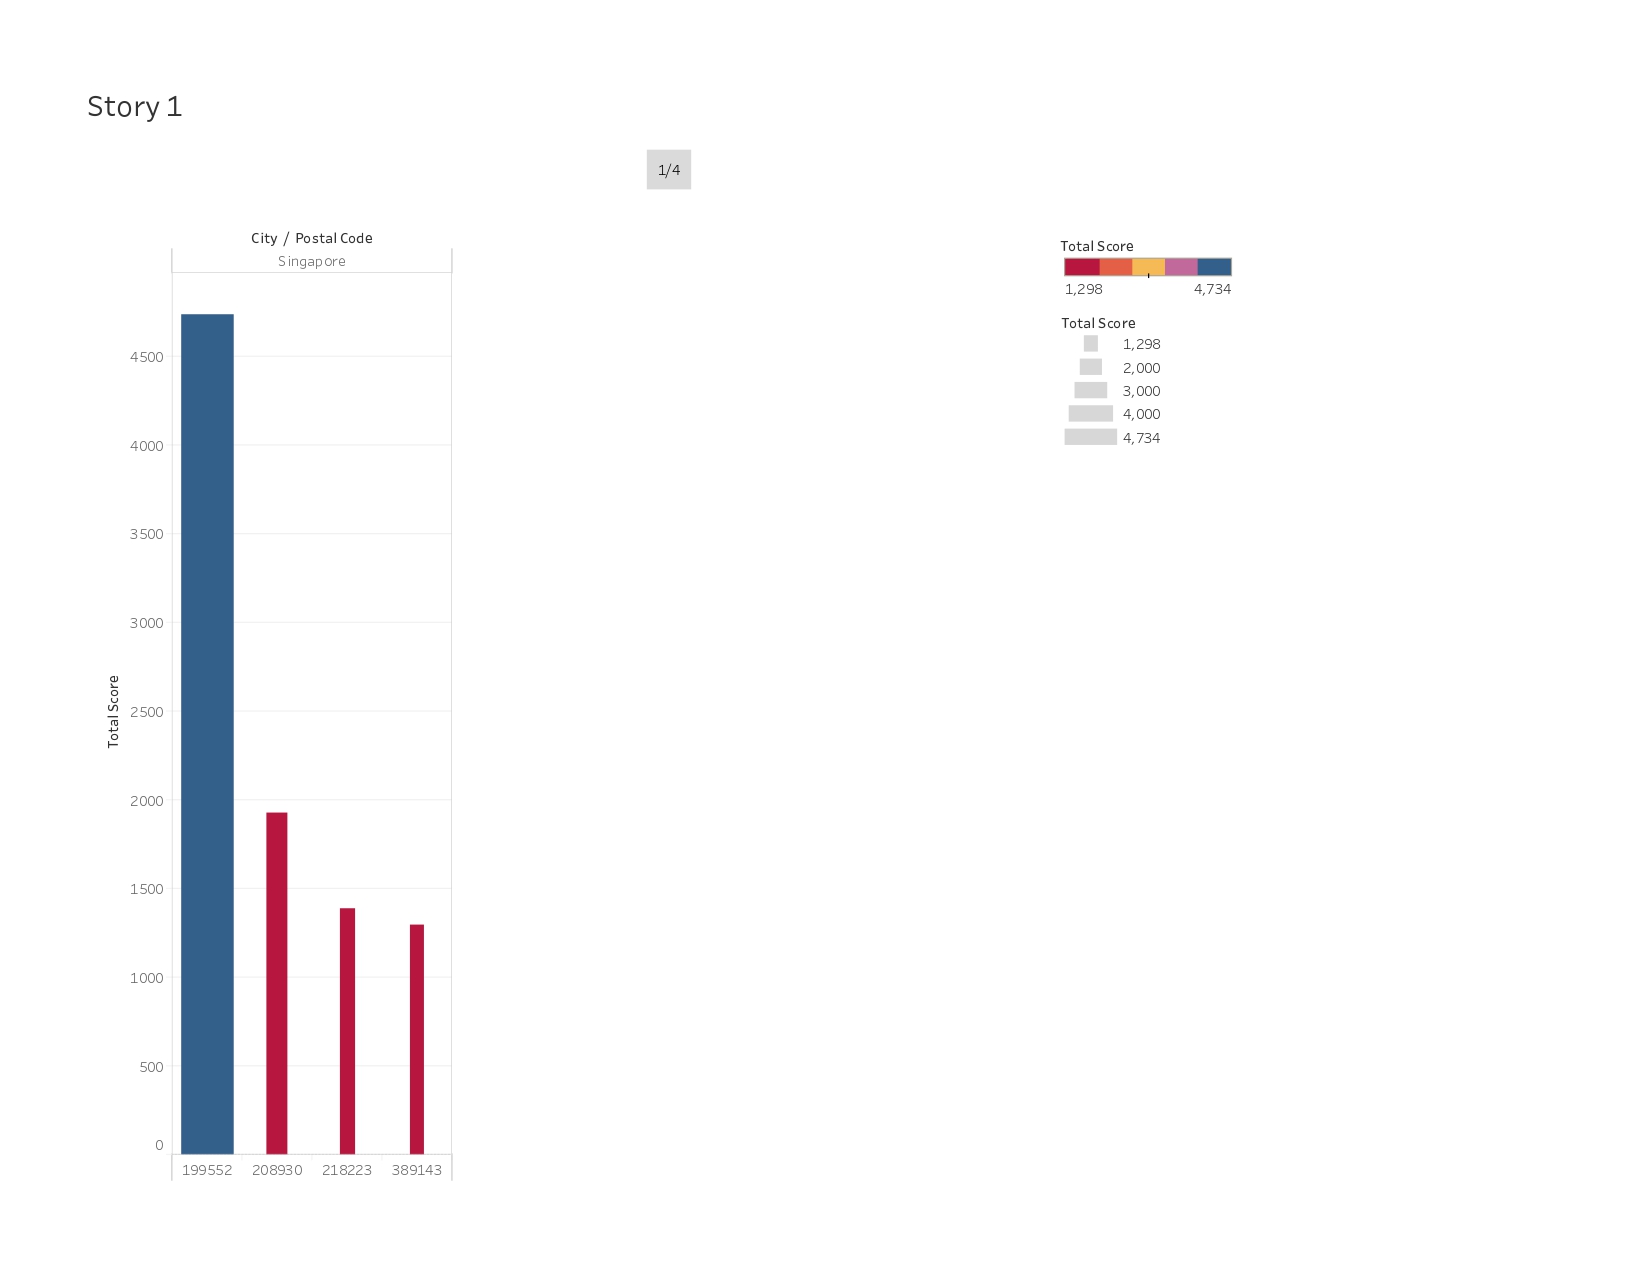 Story 1
1/4
City / Postal Code
Singapore
4500
4000
3500
3000
2500
2000
1500
1000
500
0
Total Score
199552 208930 218223 389143
Total Score
1,298 4,734
Total Score
1,298
2,000
3,000
4,000
4,734